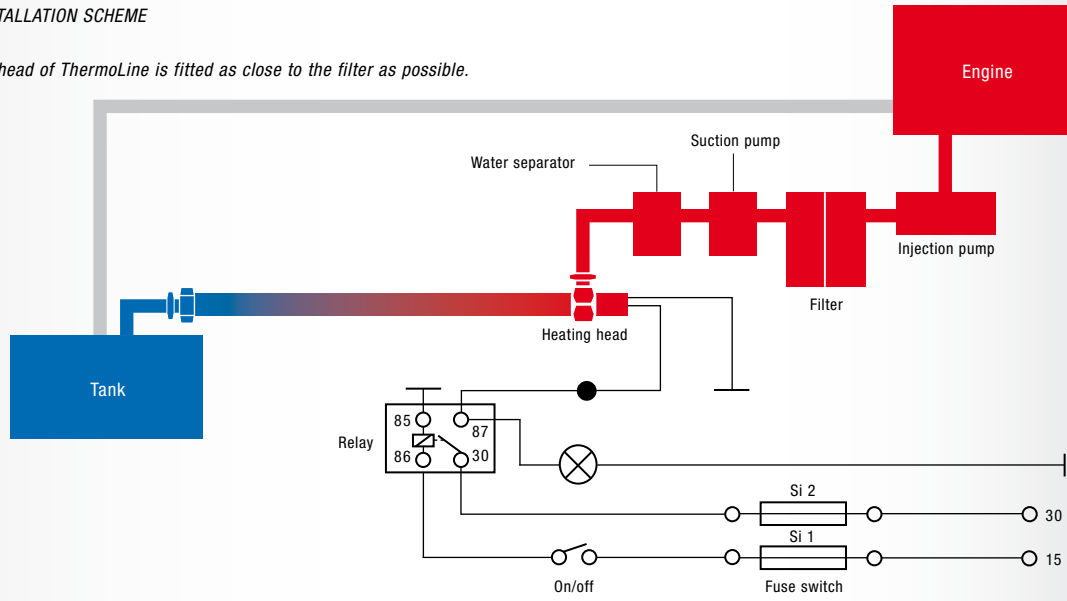 TALLATION SCHEME
head of ThermoLine is fitted as close to the filter as possible.
Engine
Suction pump
Water separator
Injection pump
Filter
Heating head
Tank
85
87
Relay
86
30
Si 2
30
Si 1
15
On/off
Fuse switch